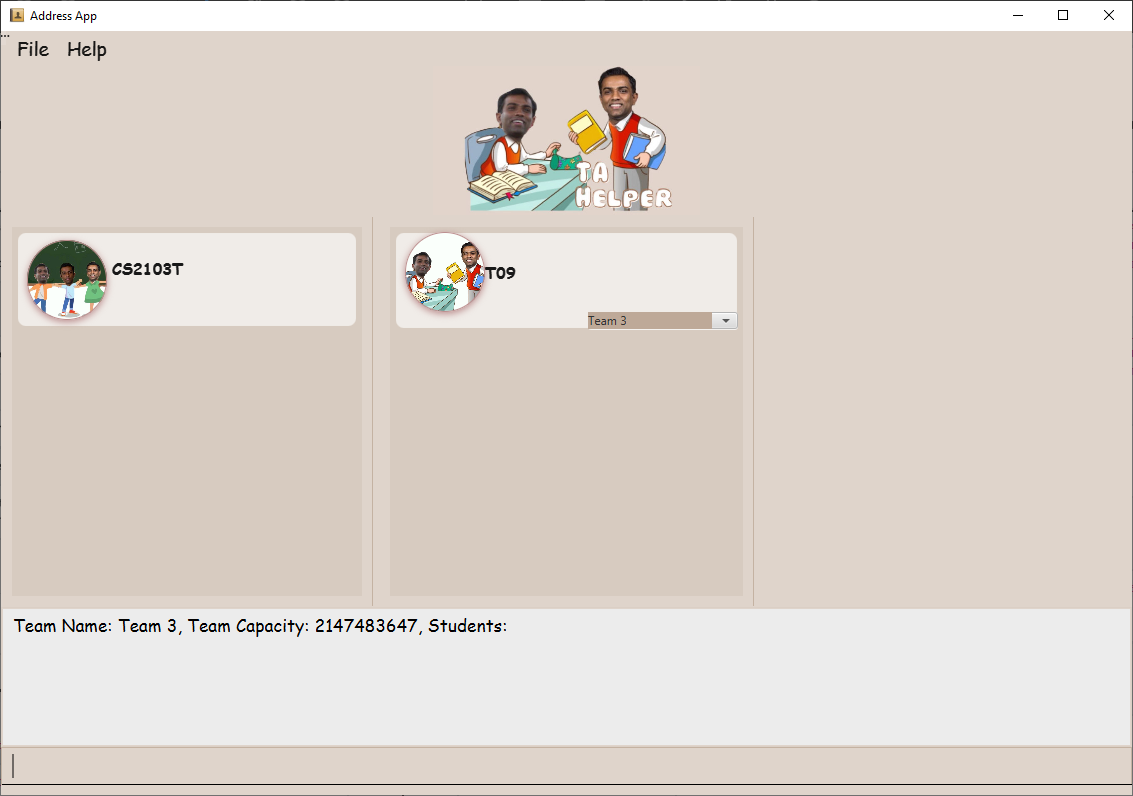 Address App
File Help
TA
HELPER
CS2103T
T09
Team 3
Team Name: Team 3, Team Capacity: 2147483647, Students: